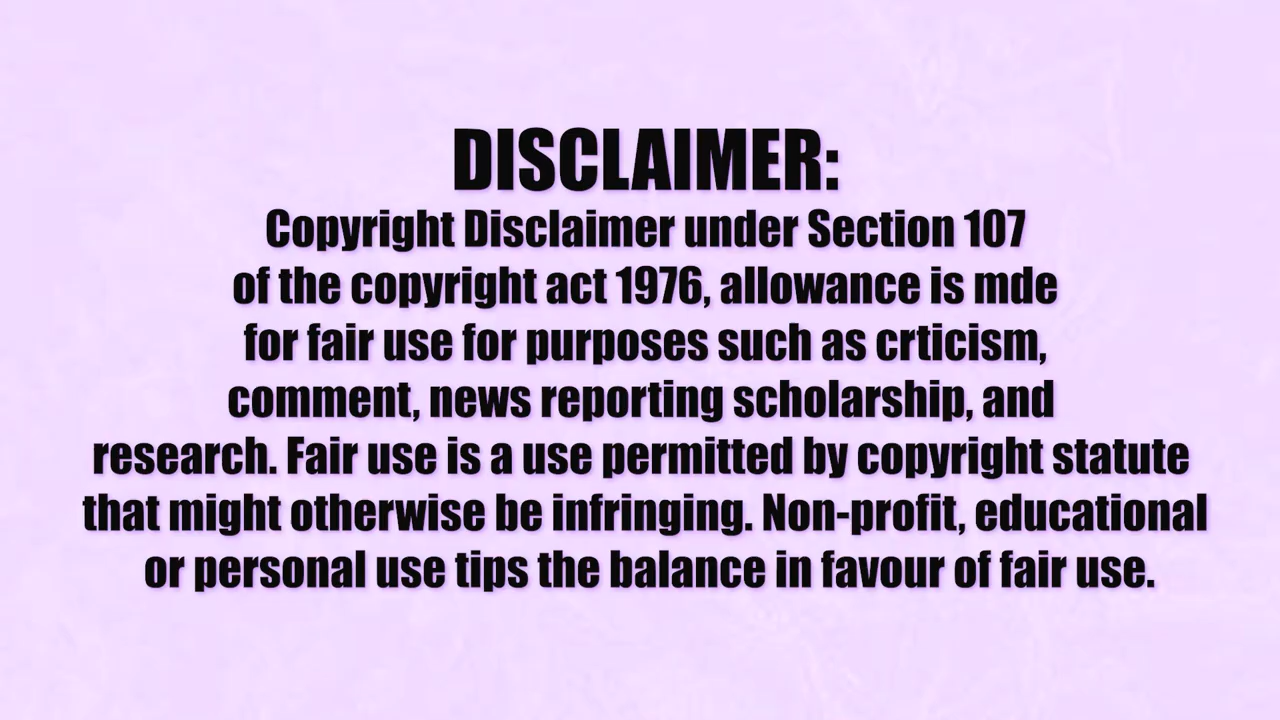 DISCLAIMER:
Copyright Disclaimer under Section 107
of the copyright act 1976, allowance is mde
for fair use for purposes such as crticism,
comment, news reporting scholarship, and
research. Fair use is a use permitted by copyright statute
that might otherwise be infringing. Non-profit, educational
or personal use tips the balance in favour of fair use.